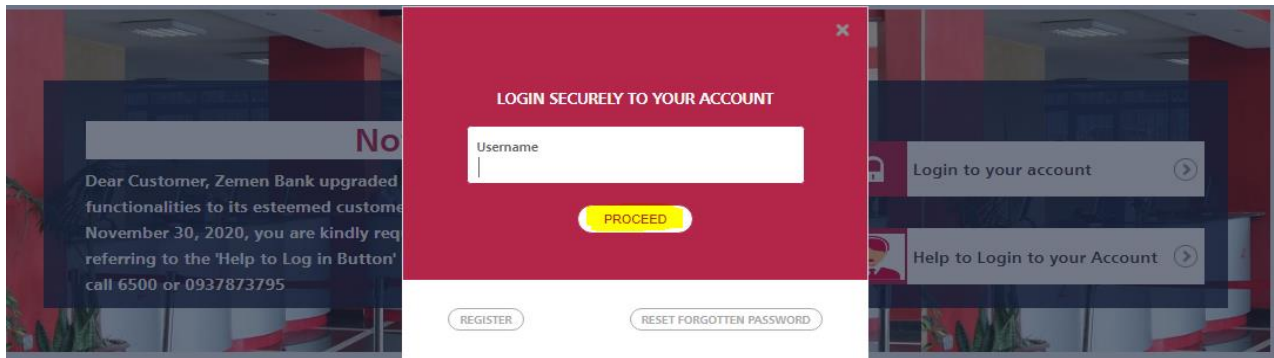 LOGIN SECURELY TO YOUR ACCOUNT
Username
PROCEED
REGISTER
RESET FORGOTTEN PASSWORD
No
Dear Customer, Zemen Bank upgraded
functionalities to its esteemed custome
November 30, 2020, you are kindly req
referring to the 'Help to Log in Button'
call 6500 or 0937873795
Login to your account
Help to Login to your Account